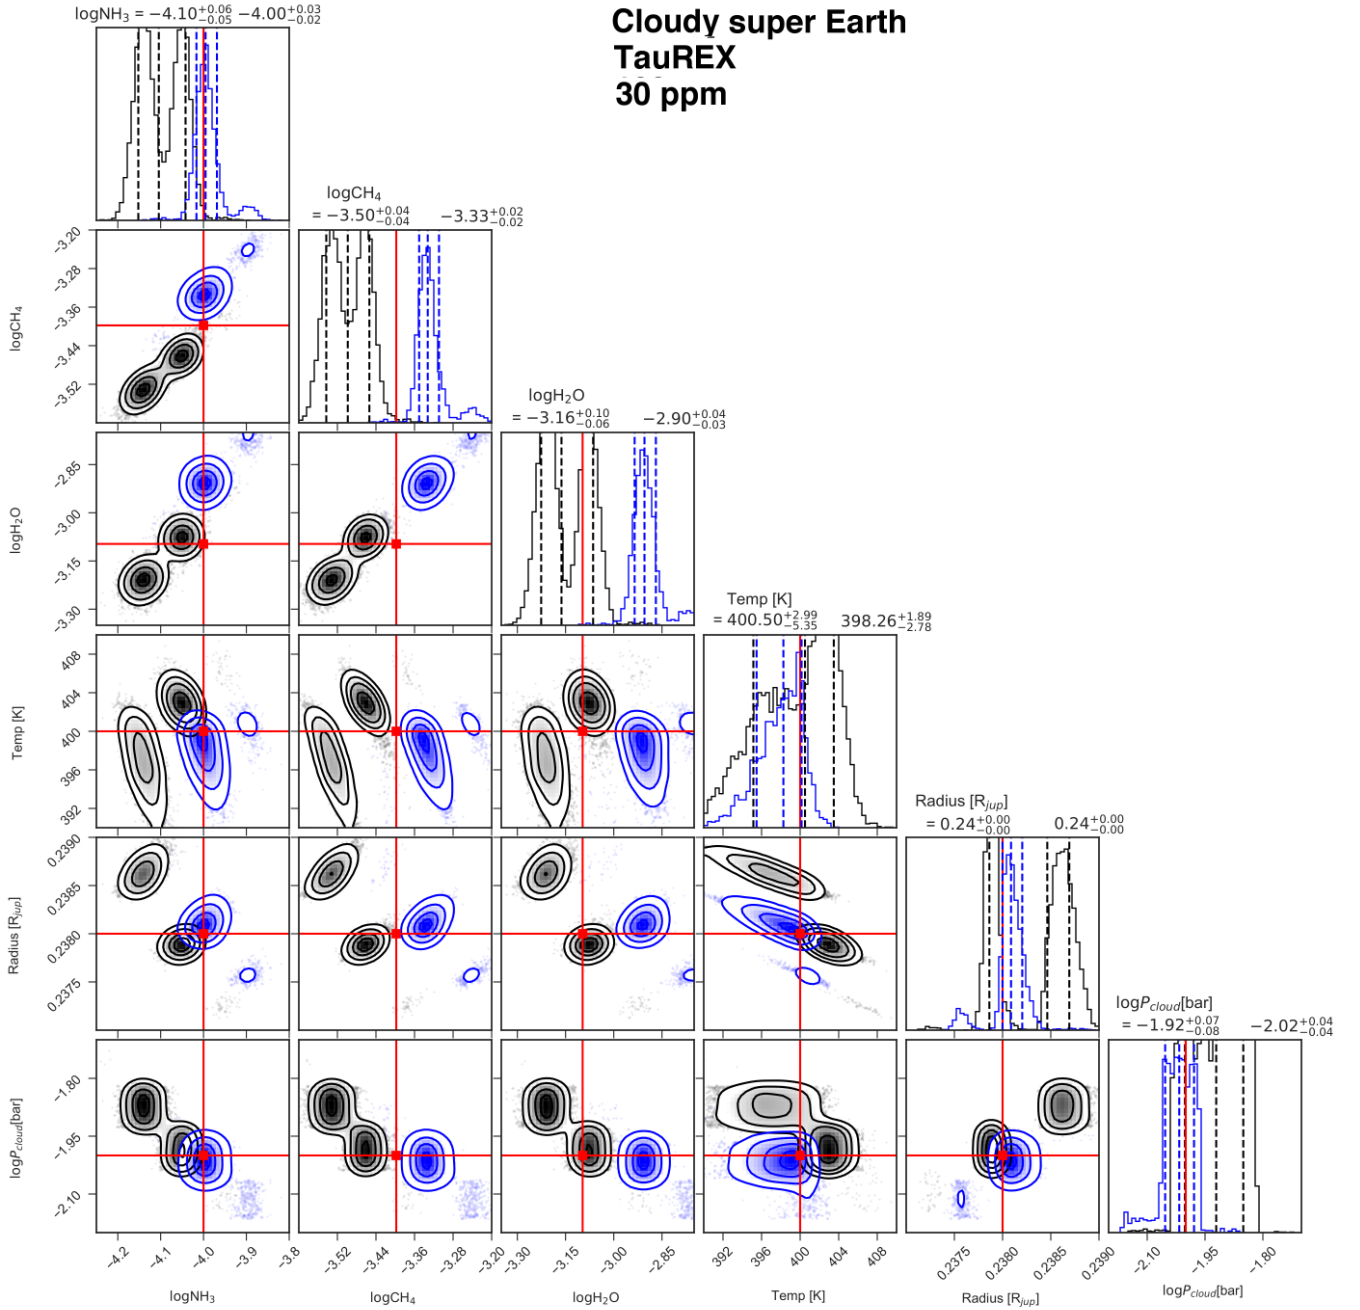 Cloudy super Earth
TauREX
30 ppm
logNH₃ = −4.10 +0.06 −0.05 −4.00 +0.03 −0.02
logCH₄
= −3.50 +0.04 −0.04 −3.33 +0.02 −0.02
logH₂O
= −3.16 +0.10 −0.06 −2.90 +0.04 −0.03
Temp [K]
= 400.50 +2.99 −5.35 398.26 +1.89 −2.78
Radius [R_jup]
= 0.24 +0.00 −0.00 0.24 +0.00 −0.00
logP_cloud[bar]
= −1.92 +0.07 −0.08 −2.02 +0.04 −0.04
logCH₄
−3.20
−3.28
−3.36
−3.44
−3.52
logH₂O
−2.85
−3.00
−3.15
−3.30
Temp [K]
408
404
400
396
392
Radius [R_jup]
0.2390
0.2385
0.2380
0.2375
logP_cloud[bar]
−1.80
−1.95
−2.10
−4.2 −4.1 −4.0 −3.9 −3.8
−3.52 −3.44 −3.36 −3.28 −3.20
−3.30 −3.15 −3.00 −2.85
392 396 400 404 408
0.2375 0.2380 0.2385 0.2390
−2.10 −1.95 −1.80
logNH₃ logCH₄ logH₂O Temp [K] Radius [R_jup] logP_cloud[bar]